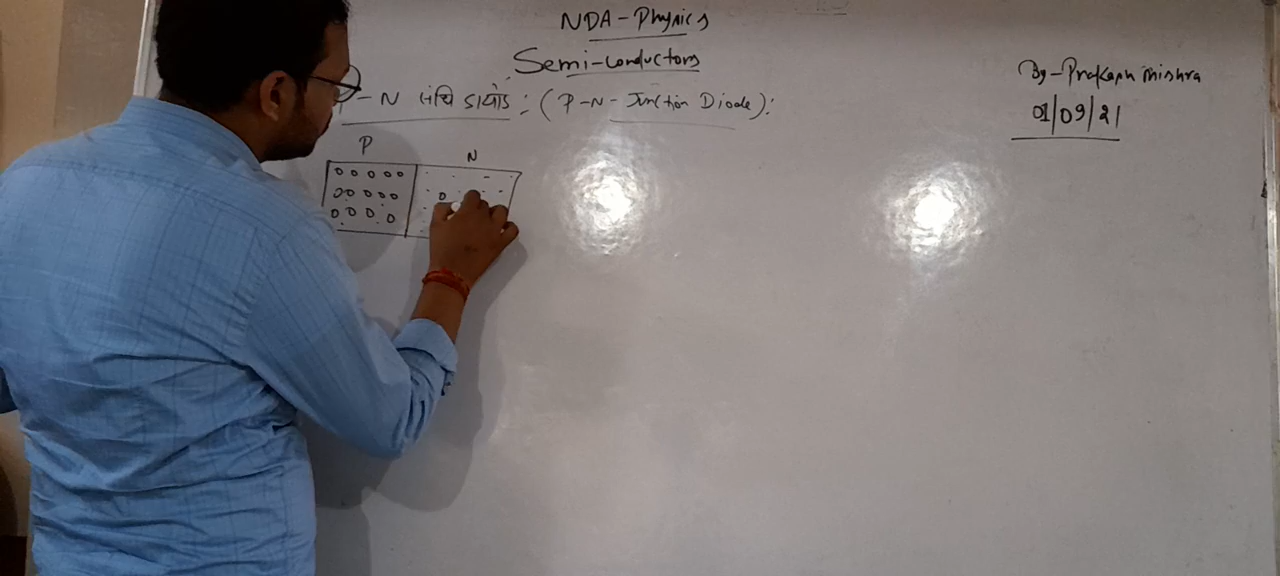 NDA-Physics
Semi-Conductors
By-Prakash Mishra
01/09/21
P-N संधि डायोड : (P-N-Junction Diode):
P
N